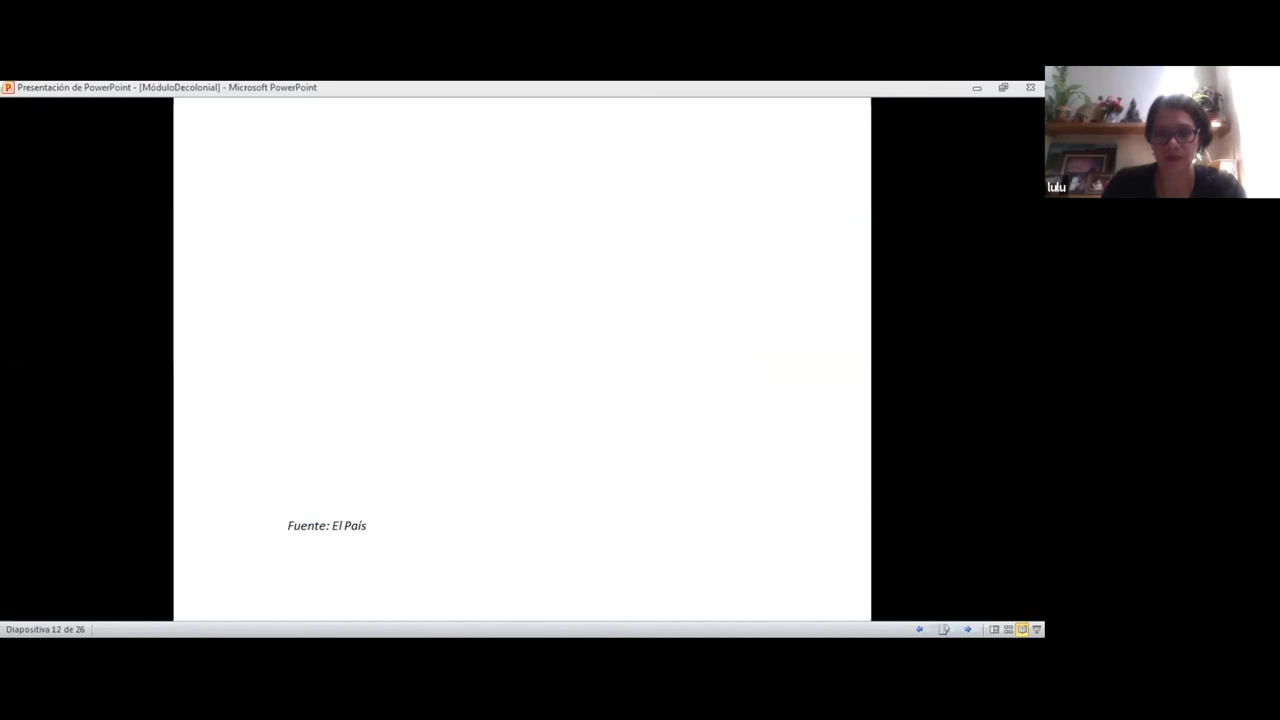 Presentación de PowerPoint - [MóduloDecolonial] - Microsoft PowerPoint
lulu
Fuente: El País
Diapositiva 12 de 26